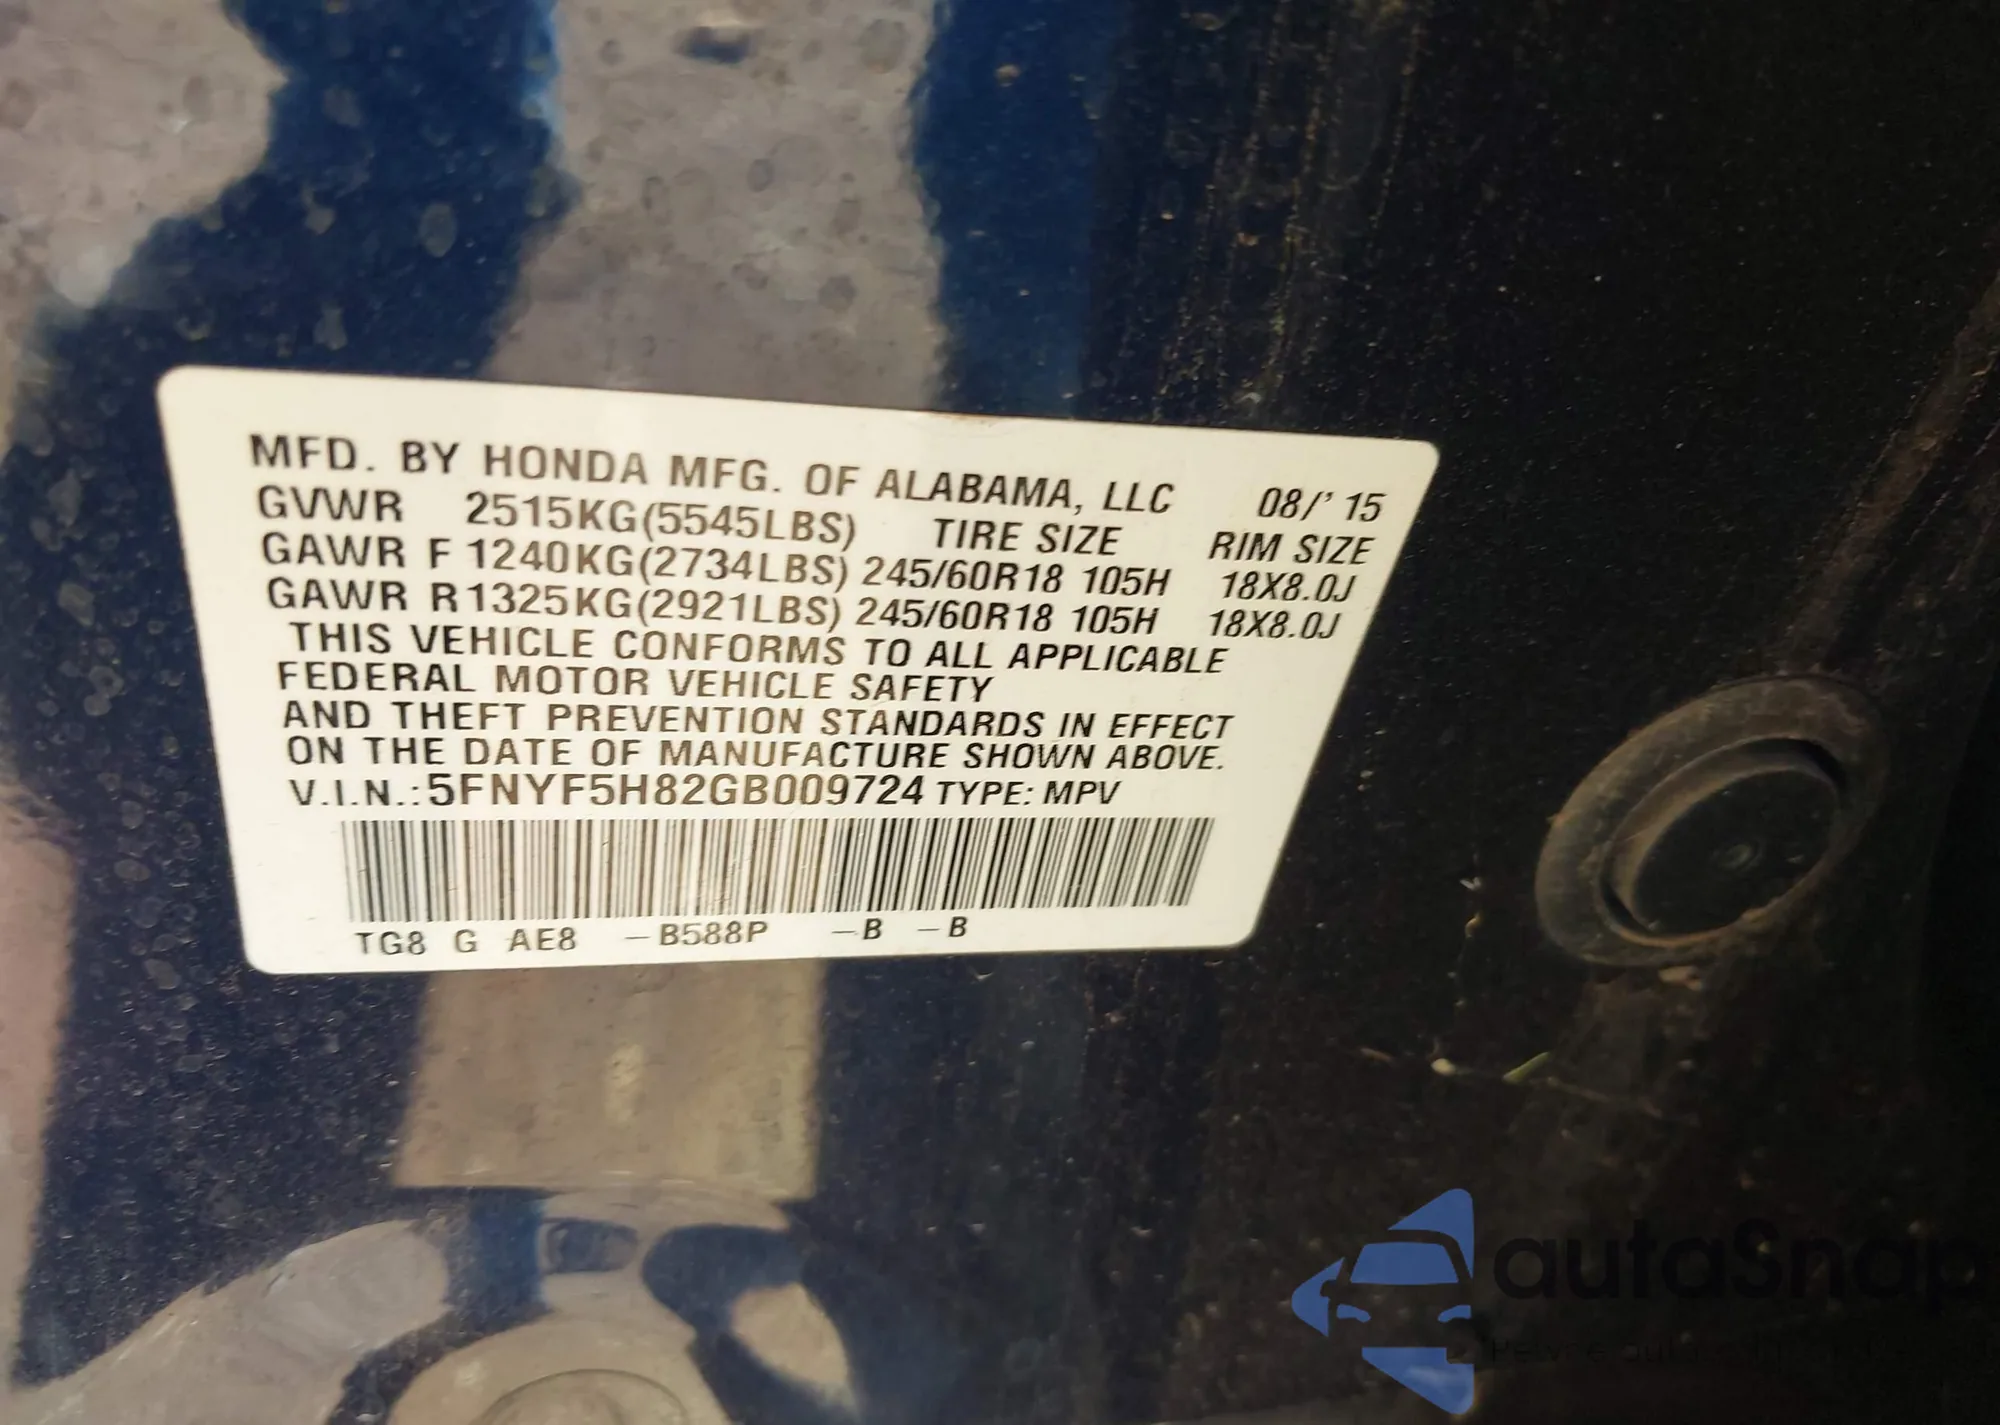 MFD. BY HONDA MFG. OF ALABAMA, LLC 08/' 15
GVWR 2515KG(5545LBS) TIRE SIZE RIM SIZE
GAWR F 1240KG(2734LBS) 245/60R18 105H 18X8.0J
GAWR R 1325KG(2921LBS) 245/60R18 105H 18X8.0J
THIS VEHICLE CONFORMS TO ALL APPLICABLE
FEDERAL MOTOR VEHICLE SAFETY
AND THEFT PREVENTION STANDARDS IN EFFECT
ON THE DATE OF MANUFACTURE SHOWN ABOVE.
V.I.N.: 5FNYF5H82GB009724 TYPE: MPV
TG8 G AE8 -B588P -B -B
autaSnap